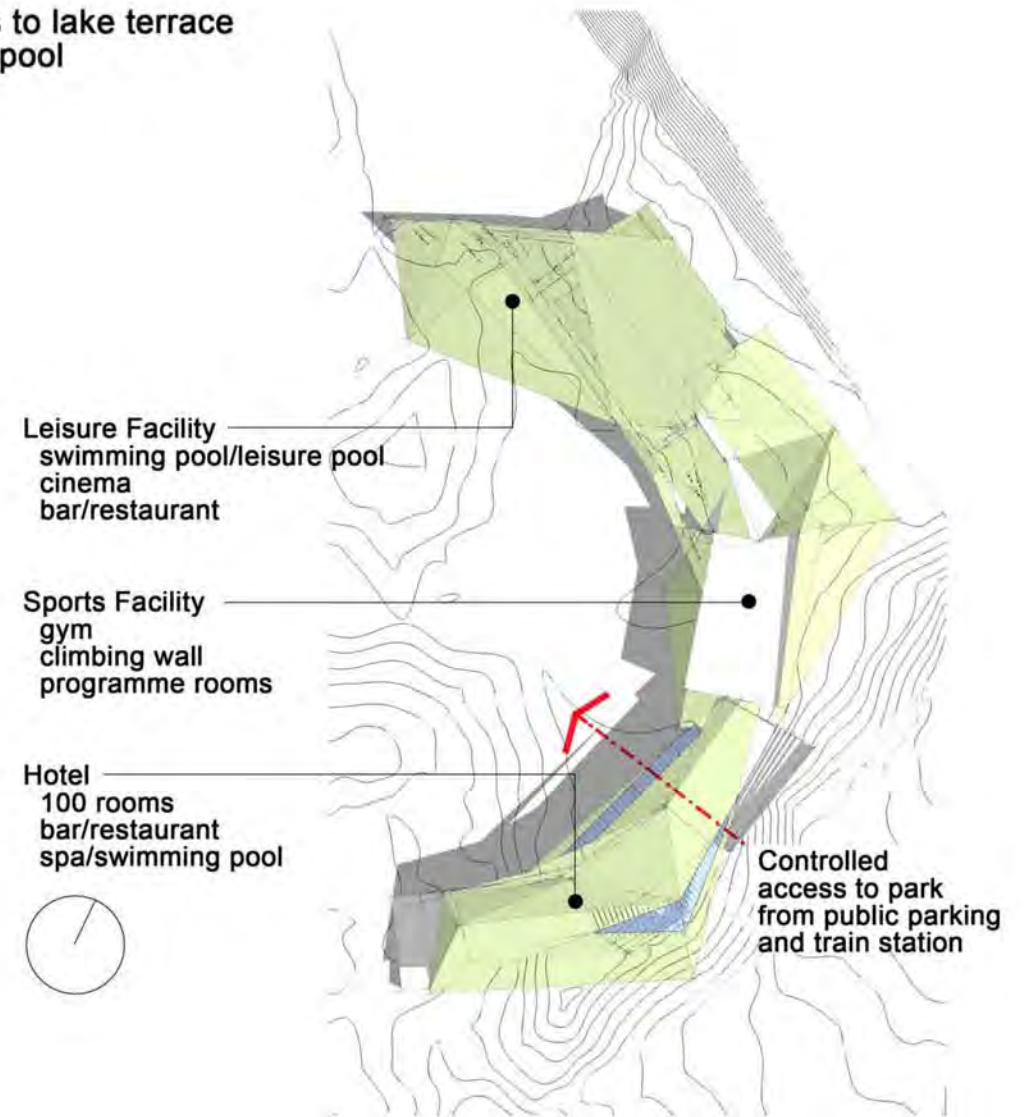 to lake terrace
pool
Leisure Facility
swimming pool/leisure pool
cinema
bar/restaurant
Sports Facility
gym
climbing wall
programme rooms
Hotel
100 rooms
bar/restaurant
spa/swimming pool
Controlled
access to park
from public parking
and train station